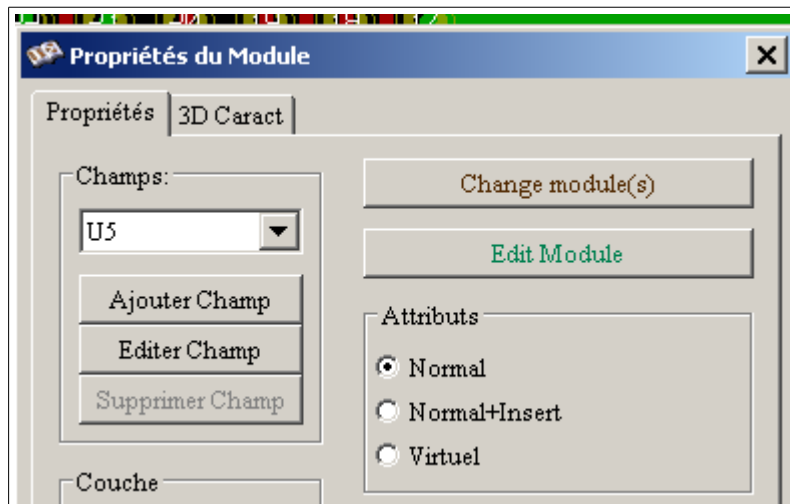 Propriétés du Module
Propriétés
3D Caract
Champs:
U5
Ajouter Champ
Editer Champ
Supprimer Champ
Couche
Change module(s)
Edit Module
Attributs
Normal
Normal+Insert
Virtuel